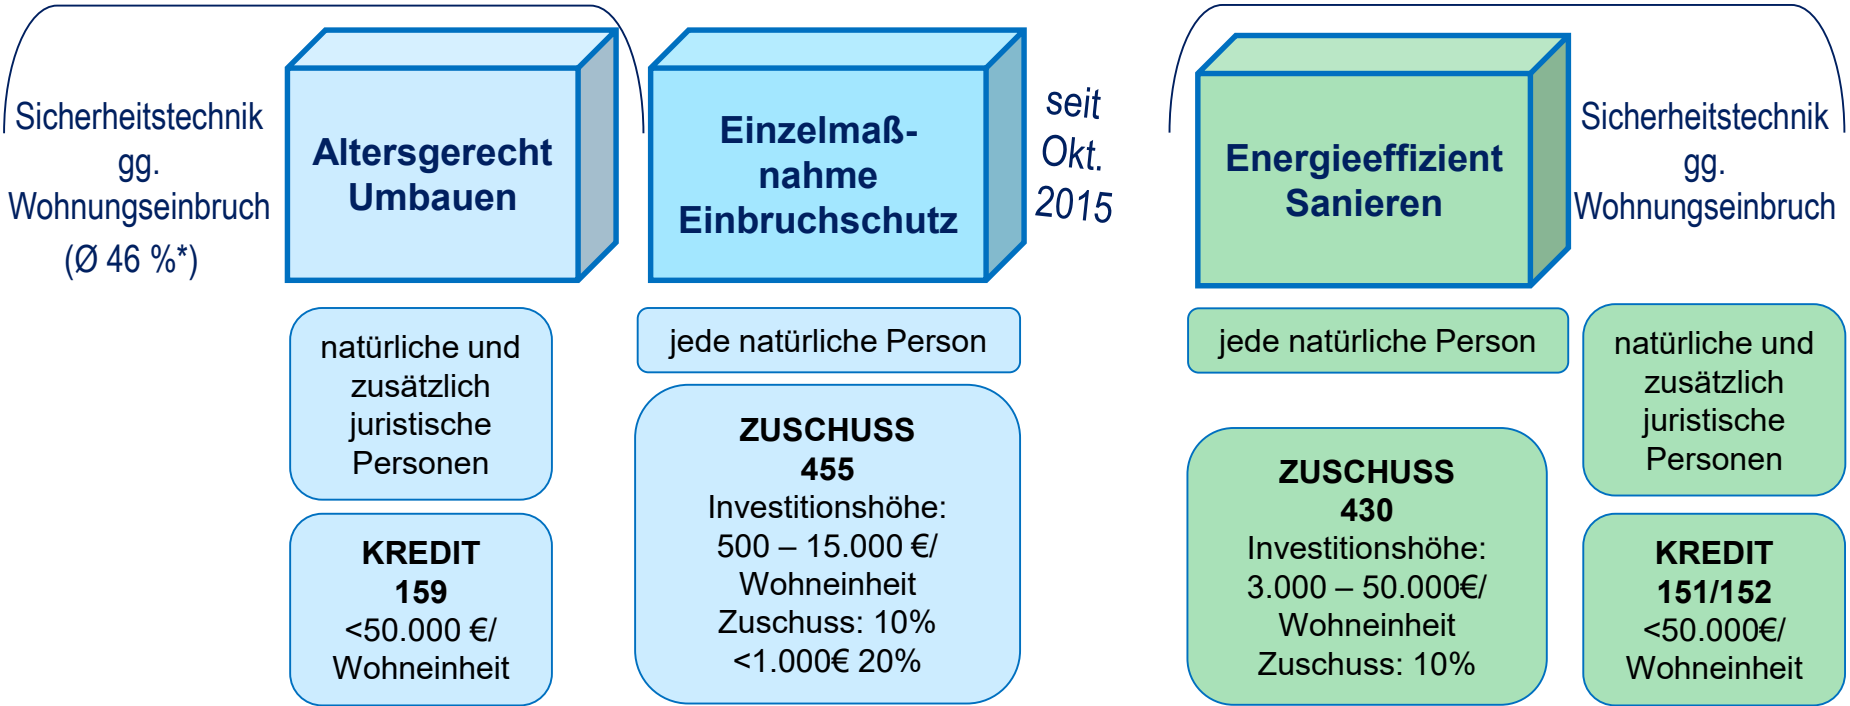 Sicherheitstechnik
gg.
Wohnungseinbruch
(Ø 46 %*)
Altersgerecht
Umbauen
Einzelmaß-
nahme
Einbruchschutz
seit
Okt.
2015
Energieeffizient
Sanieren
Sicherheitstechnik
gg.
Wohnungseinbruch
natürliche und
zusätzlich
juristische
Personen
KREDIT
159
<50.000 €/
Wohneinheit
jede natürliche Person
ZUSCHUSS
455
Investitionshöhe:
500 – 15.000 €/
Wohneinheit
Zuschuss: 10%
<1.000€ 20%
jede natürliche Person
ZUSCHUSS
430
Investitionshöhe:
3.000 – 50.000€/
Wohneinheit
Zuschuss: 10%
natürliche und
zusätzlich
juristische
Personen
KREDIT
151/152
<50.000€/
Wohneinheit